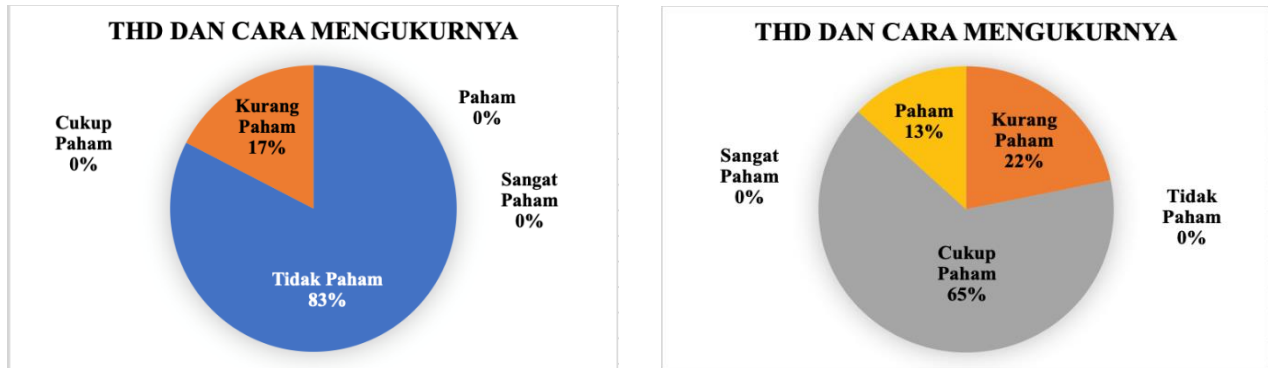 THD DAN CARA MENGUKURNYA
Paham
0%
Kurang
Paham
17%
Cukup
Paham
0%
Sangat
Paham
0%
Tidak Paham
83%
THD DAN CARA MENGUKURNYA
Paham
13%
Kurang
Paham
22%
Sangat
Paham
0%
Tidak
Paham
0%
Cukup
Paham
65%